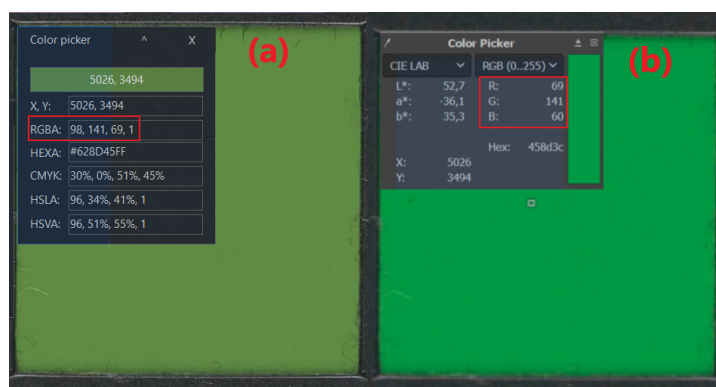 Color picker ^ X
(a)
5026, 3494
X, Y: 5026, 3494
RGBA: 98, 141, 69, 1
HEXA: #628D45FF
CMYK: 30%, 0%, 51%, 45%
HSLA: 96, 34%, 41%, 1
HSVA: 96, 51%, 55%, 1
Color Picker
(b)
CIE LAB RGB (0..255)
L*: 52,7 R: 69
a*: -36,1 G: 141
b*: 35,3 B: 60
Hex: 458d3c
X: 5026
Y: 3494